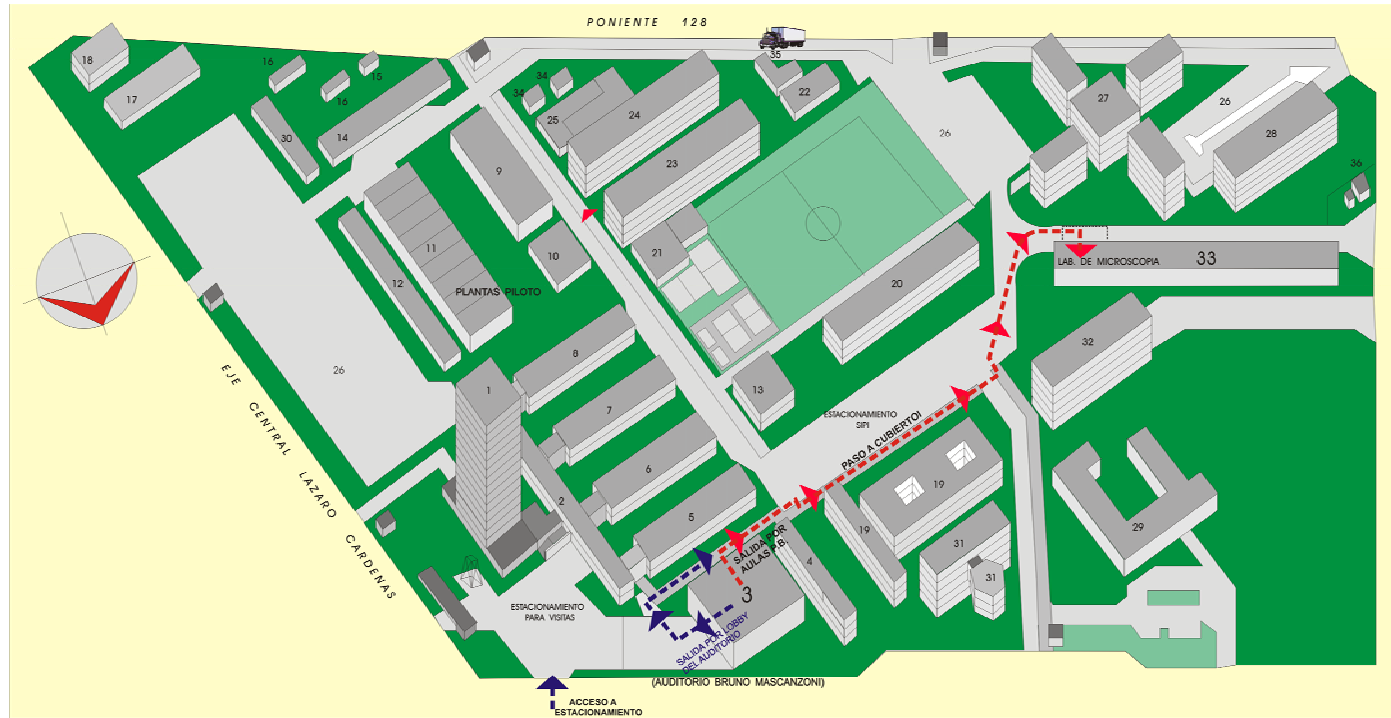 PONIENTE 128
18
17
16
16
15
30
14
34
34
25
24
35
22
26
27
26
28
36
9
23
11
10
21
12
PLANTAS PILOTO
20
LAB. DE MICROSCOPIA
33
26
8
1
7
13
32
ESTACIONAMIENTO
SIPI
PASO A CUBIERTO!
EJE CENTRAL LAZARO CARDENAS
6
2
5
19
19
29
SALIDA POR
AULAS P.B.
4
31
31
3
ESTACIONAMIENTO
PARA VISITAS
SALIDA POR LOBBY
DEL AUDITORIO
(AUDITORIO BRUNO MASCANZONI)
ACCESO A
ESTACIONAMIENTO